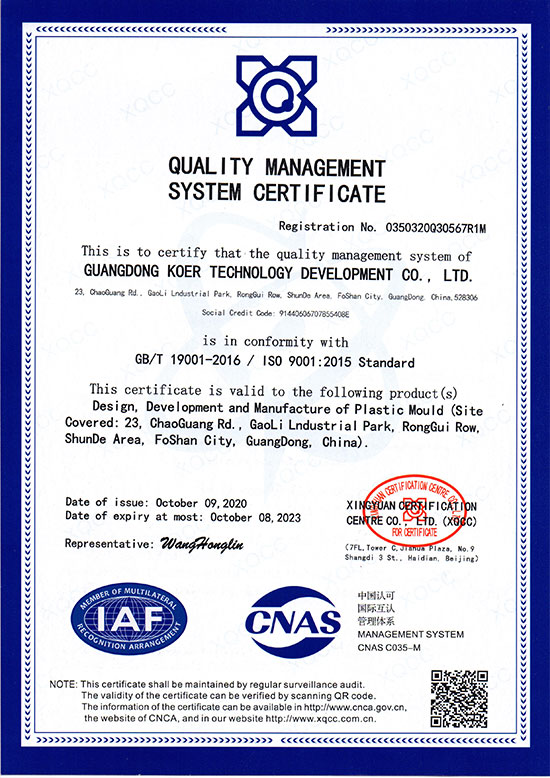 QUALITY MANAGEMENT
SYSTEM CERTIFICATE
Registration No. 0350320Q30567R1M
This is to certify that the quality management system of
GUANGDONG KOER TECHNOLOGY DEVELOPMENT CO., LTD.
23, ChaoGuang Rd., GaoLi Lndustrial Park, RongGui Row, ShunDe Area, FoShan City, GuangDong, China,528306
Social Credit Code: 91440606707855408E
is in conformity with
GB/T 19001-2016 / ISO 9001:2015 Standard
This certificate is valid to the following product(s)
Design, Development and Manufacture of Plastic Mould (Site
Covered: 23, ChaoGuang Rd., GaoLi Lndustrial Park, RongGui Row,
ShunDe Area, FoShan City, GuangDong, China).
Date of issue: October 09,2020
Date of expiry at most: October 08,2023
Representative: WangHonglin
XINGYUAN CERTIFICATION
CENTRE CO., LTD. (XQCC)
FOR CERTIFICATE
(7FL,Tower C,Jiahua Plaza, No.9
Shangdi 3 St., Haidian, Beijing)
MEMBER OF MULTILATERAL
IAF
RECOGNITION ARRANGEMENT
CNAS
中国认可
国际互认
管理体系
MANAGEMENT SYSTEM
CNAS C035-M
NOTE: This certificate shall be maintained by regular surveillance audit.
The validity of the certificate can be verified by scanning QR code.
The information of the certificate can be available in http://www.cnca.gov.cn,
the website of CNCA, and in our website http://www.xqcc.com.cn.